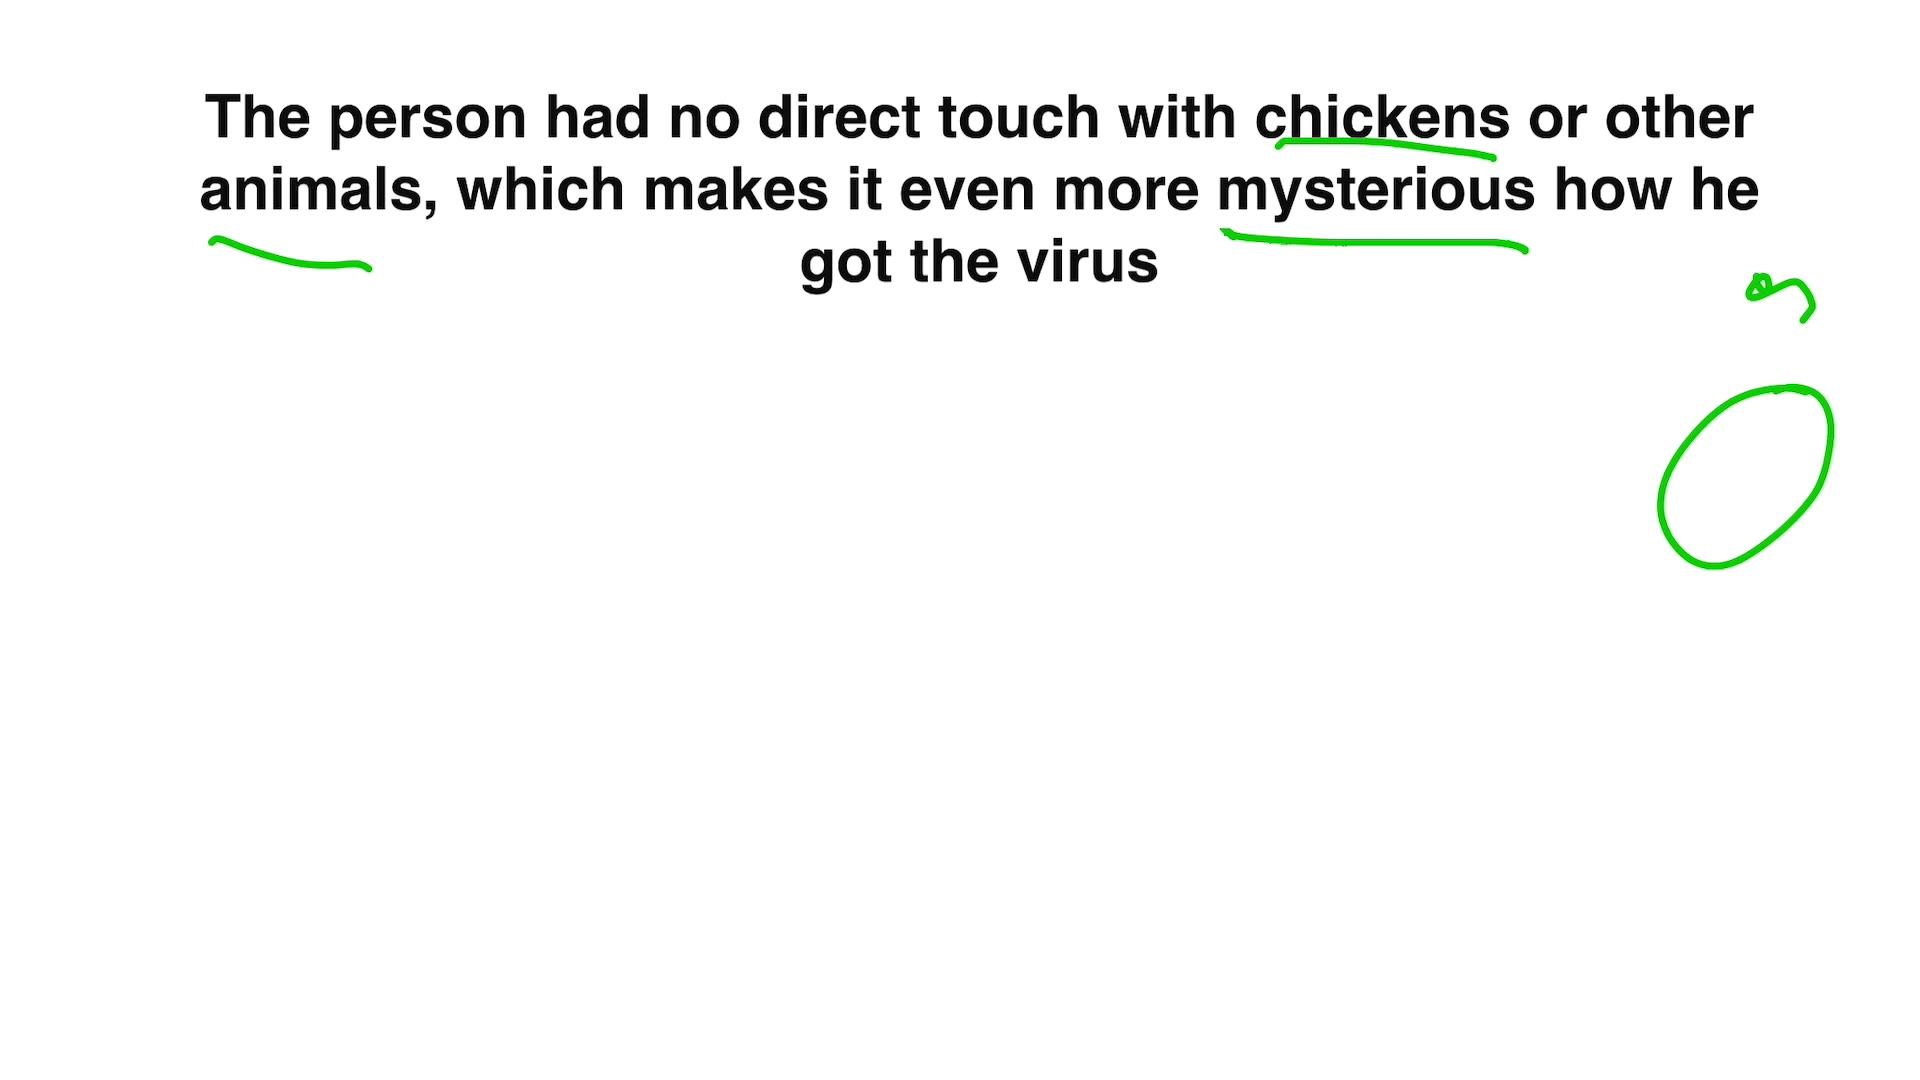 The person had no direct touch with chickens or other
animals, which makes it even more mysterious how he
got the virus